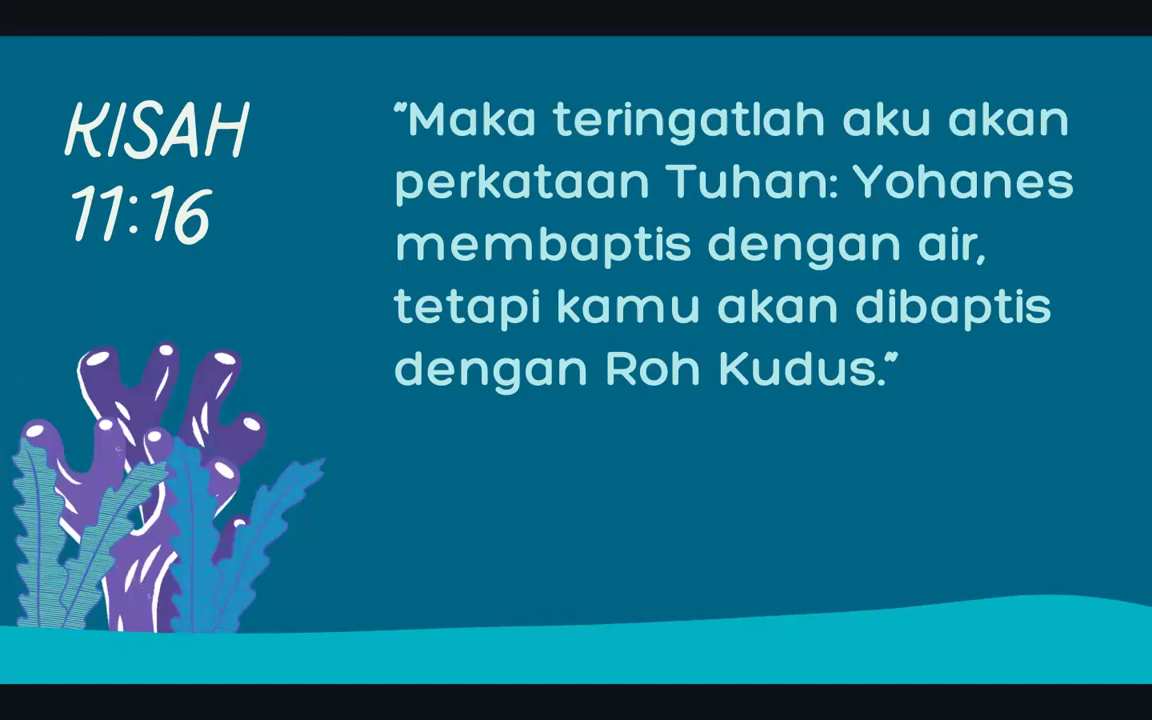 KISAH
11:16
"Maka teringatlah aku akan
perkataan Tuhan: Yohanes
membaptis dengan air,
tetapi kamu akan dibaptis
dengan Roh Kudus."